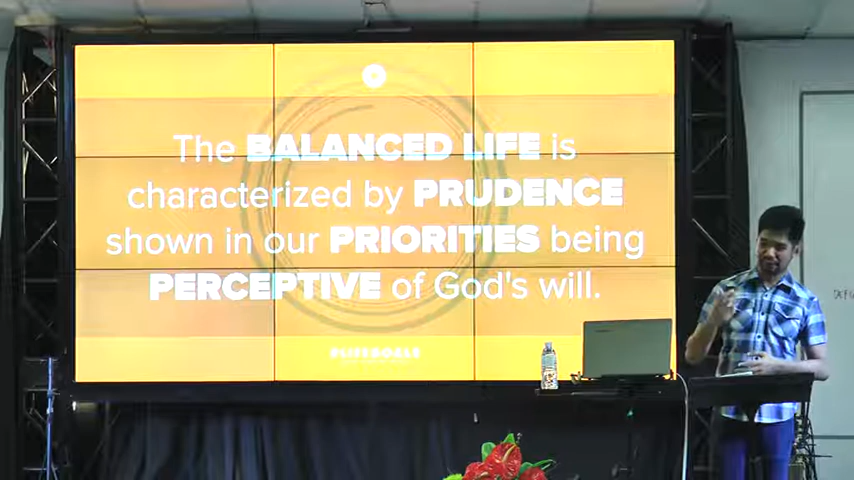 The BALANCED LIFE is
characterized by PRUDENCE
shown in our PRIORITIES being
PERCEPTIVE of God's will.
#LIFEGOALS